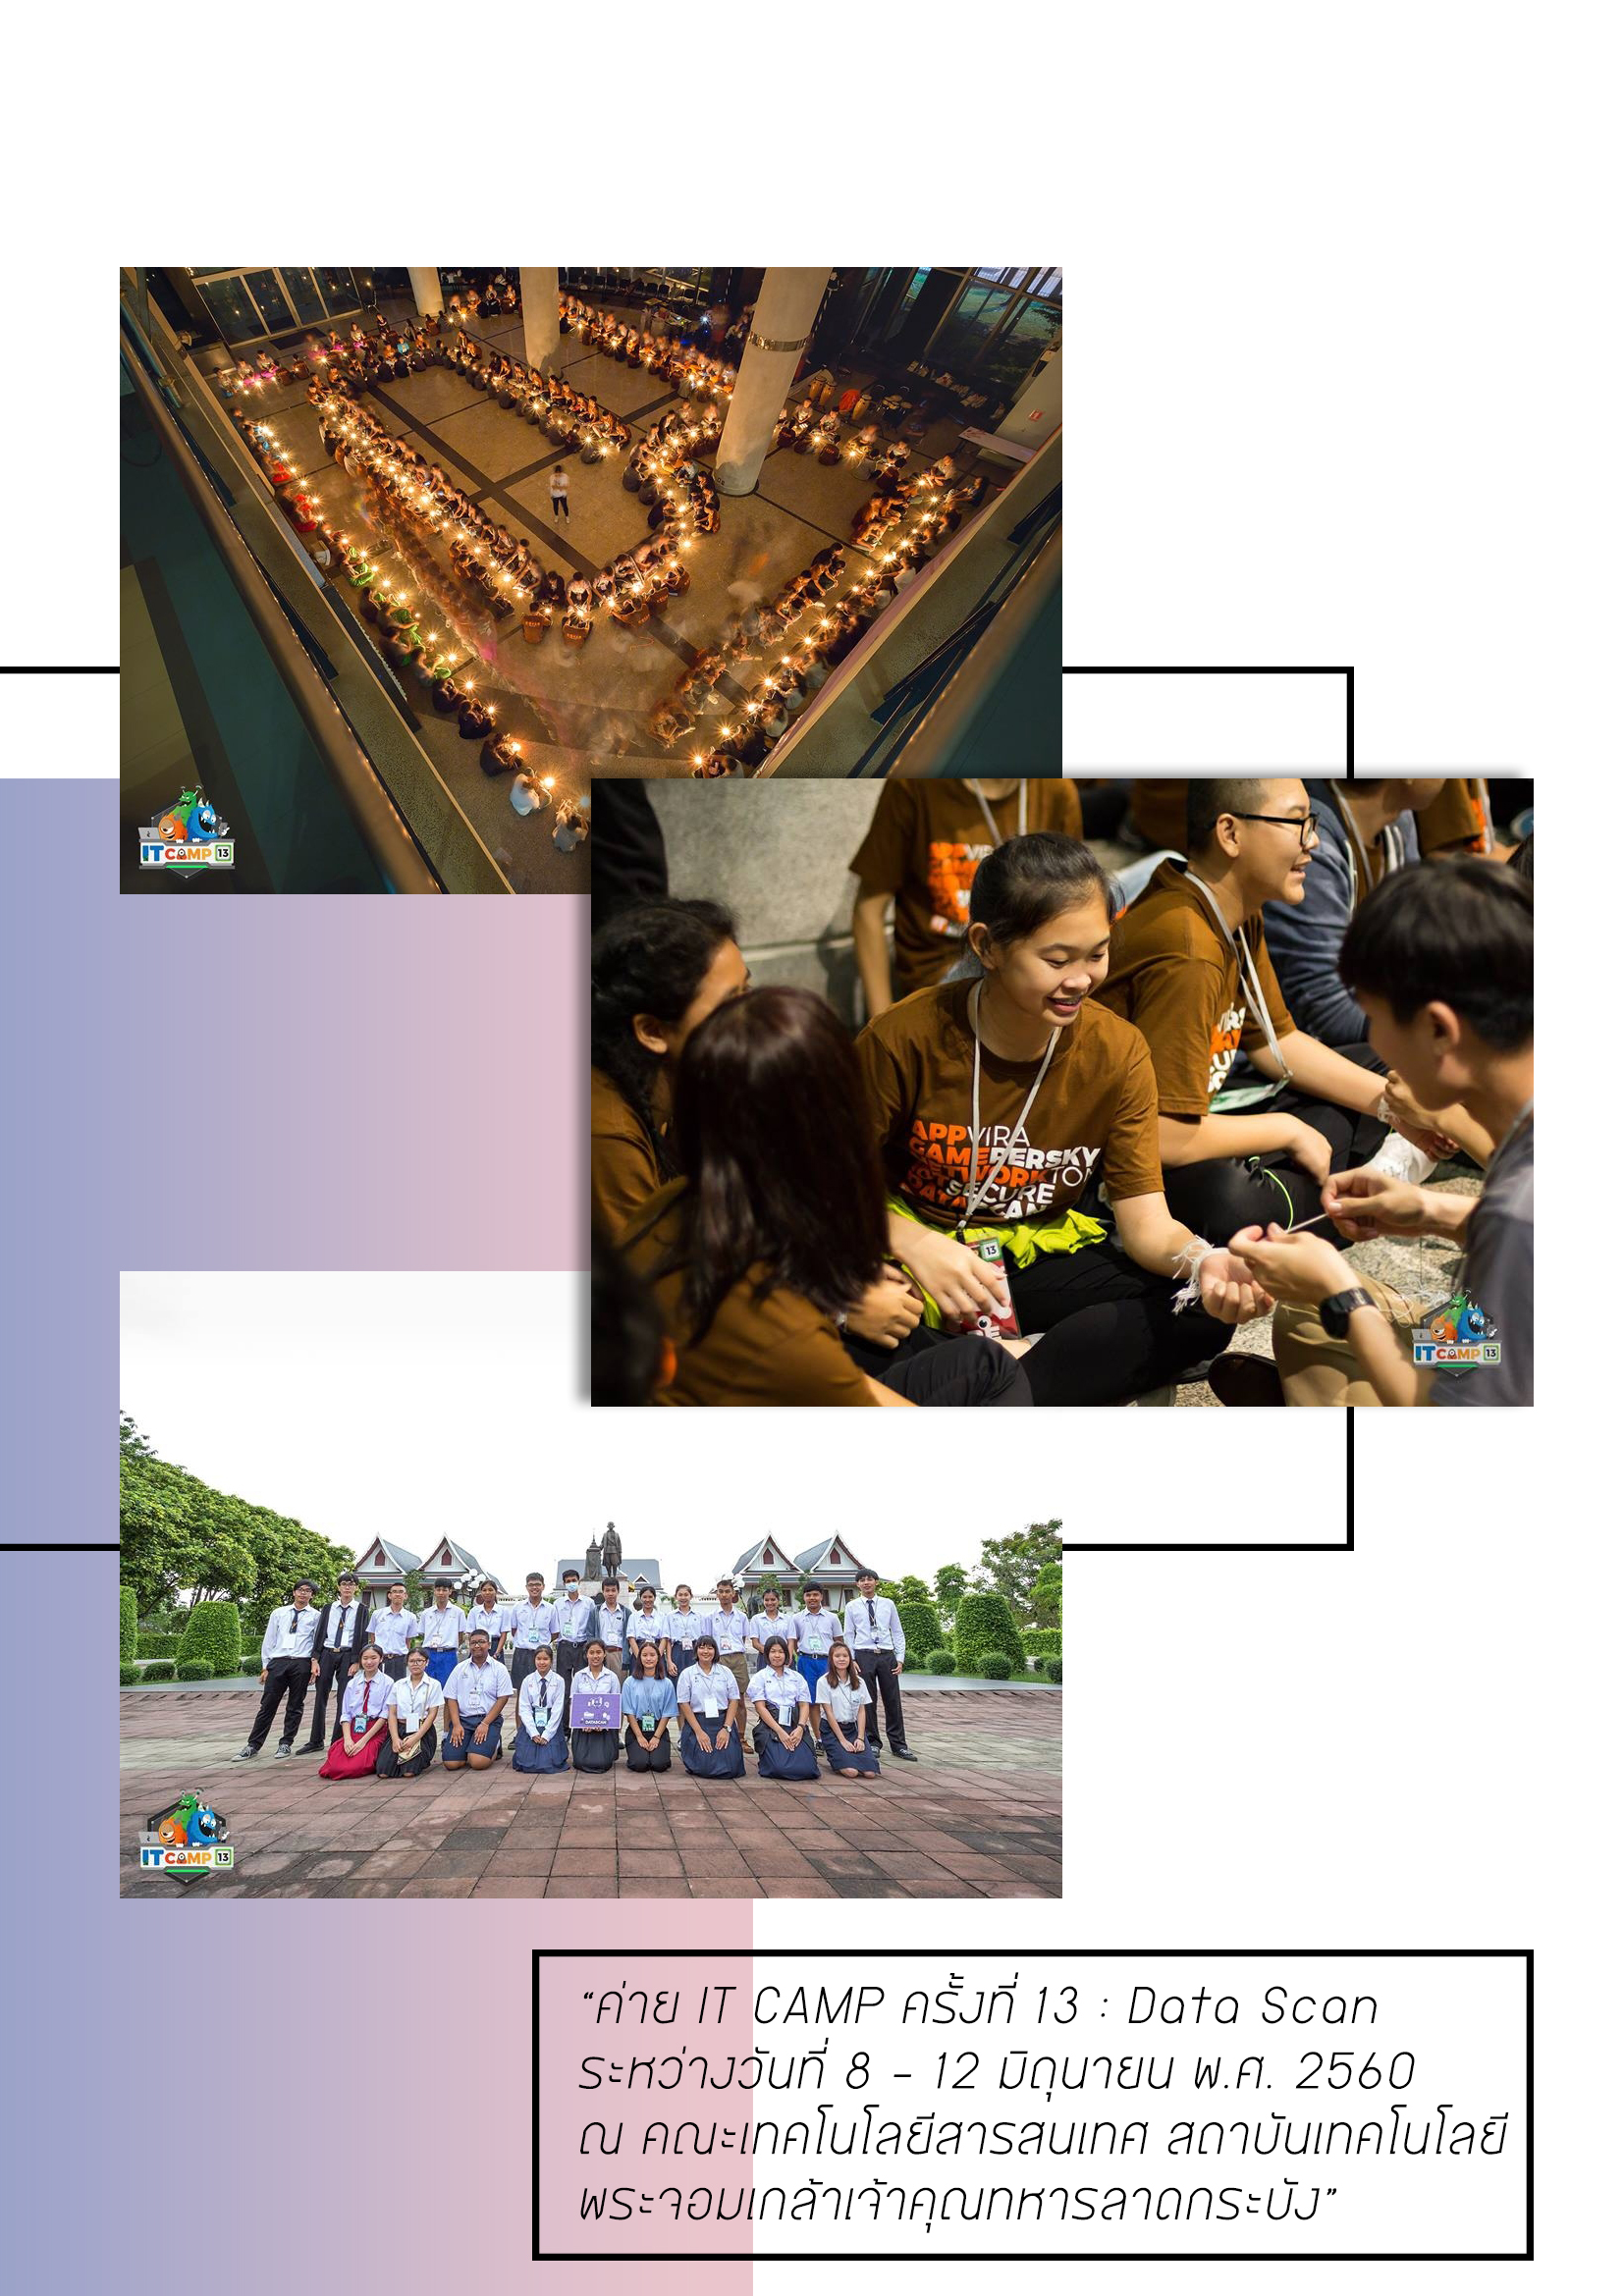 IT CAMP 13
APPVIRA
GAMEPERSKY
SECURE
13
IT CAMP 13
DATASCAN
IT CAMP 13
“ค่าย IT CAMP ครั้งที่ 13 : Data Scan
ระหว่างวันที่ 8 - 12 มิถุนายน พ.ศ. 2560
ณ คณะเทคโนโลยีสารสนเทศ สถาบันเทคโนโลยี
พระจอมเกล้าเจ้าคุณทหารลาดกระบัง”